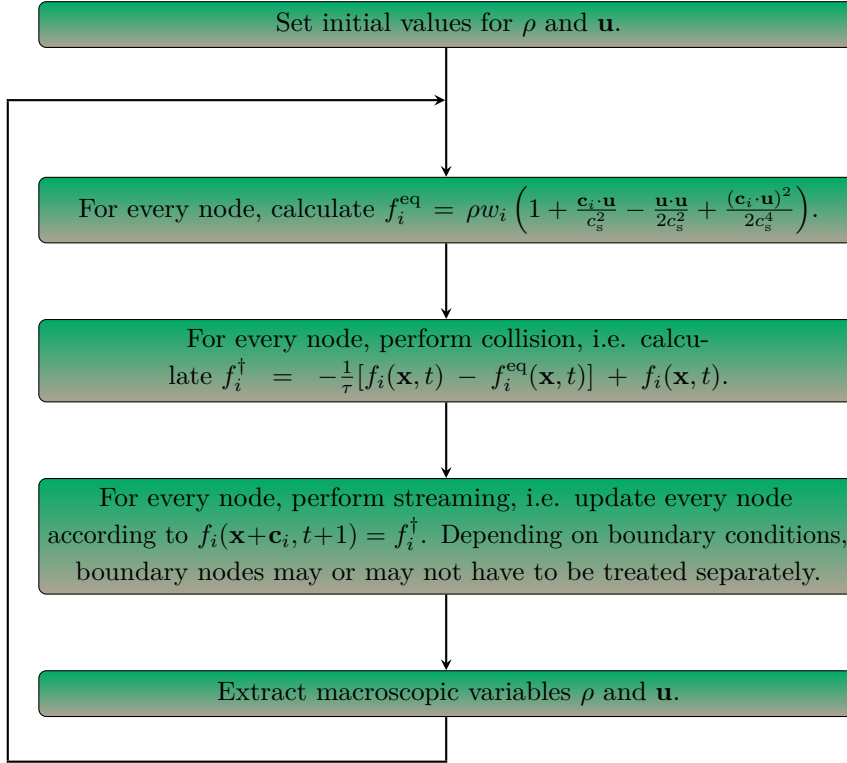 Set initial values for ρ and u.
For every node, calculate f_i^eq = ρw_i (1 + c_i·u/c_s^2 − u·u/2c_s^2 + (c_i·u)^2/2c_s^4).
For every node, perform collision, i.e. calcu-
late f_i^† = −1/τ[f_i(x, t) − f_i^eq(x, t)] + f_i(x, t).
For every node, perform streaming, i.e. update every node
according to f_i(x+c_i, t+1) = f_i^†. Depending on boundary conditions,
boundary nodes may or may not have to be treated separately.
Extract macroscopic variables ρ and u.